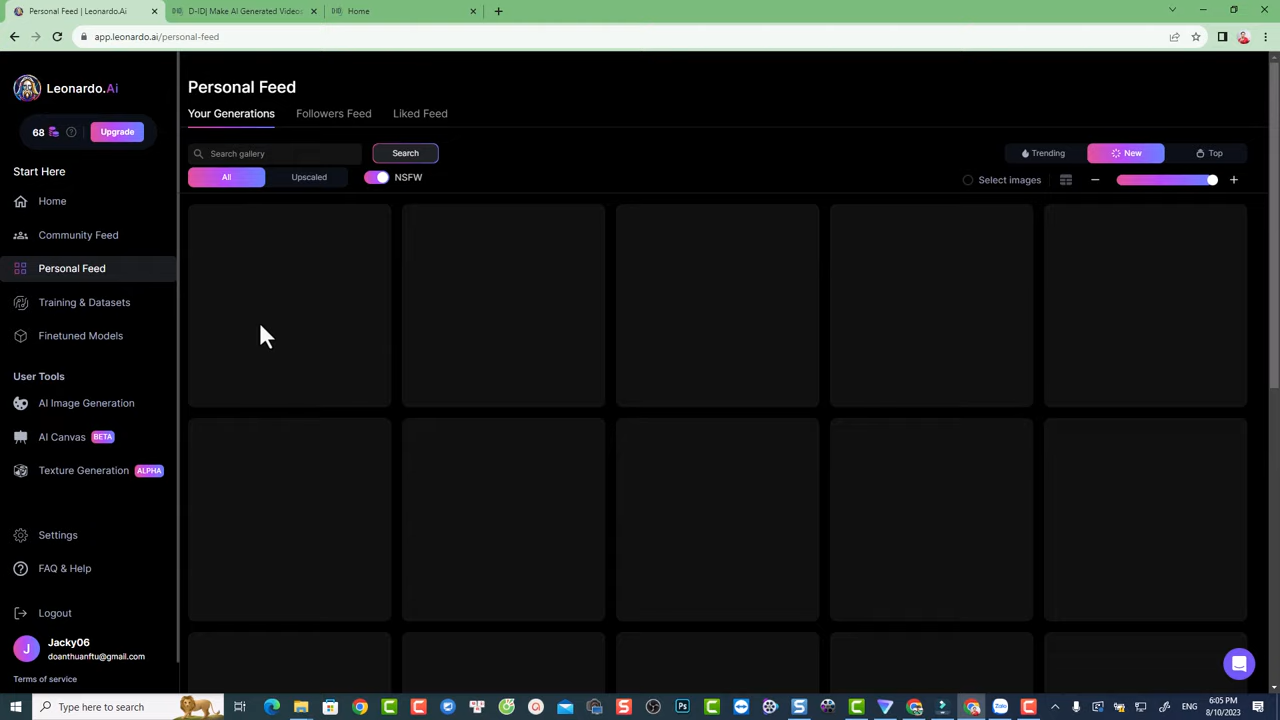 Personal Feed | Leonardo.Ai
D-ID| Make AI Generated Videos
Home
app.leonardo.ai/personal-feed
Leonardo.Ai
68 Upgrade
Start Here
Home
Community Feed
Personal Feed
Training & Datasets
Finetuned Models
User Tools
AI Image Generation
AI Canvas BETA
Texture Generation ALPHA
Settings
FAQ & Help
Logout
J Jacky06
doanthuanftu@gmail.com
Terms of service
Personal Feed
Your Generations Followers Feed Liked Feed
Search gallery Search Trending New Top
All Upscaled NSFW Select images
Type here to search
ENG
6:05 PM
8/10/2023